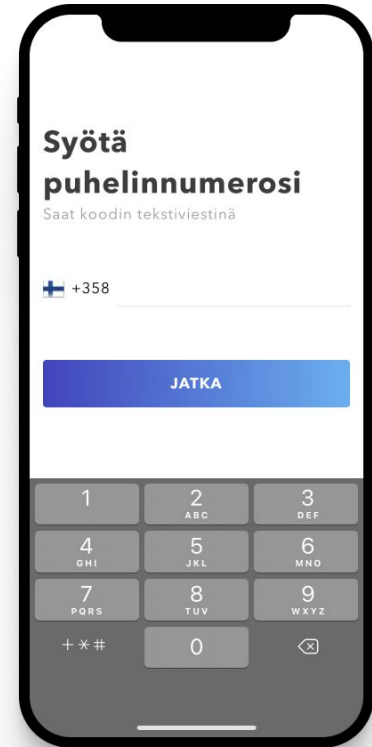 Syötä
puhelinnumerosi
Saat koodin tekstiviestinä
+358
JATKA
1 2 3
ABC DEF
4 5 6
GHI JKL MNO
7 8 9
PQRS TUV WXYZ
+*# 0